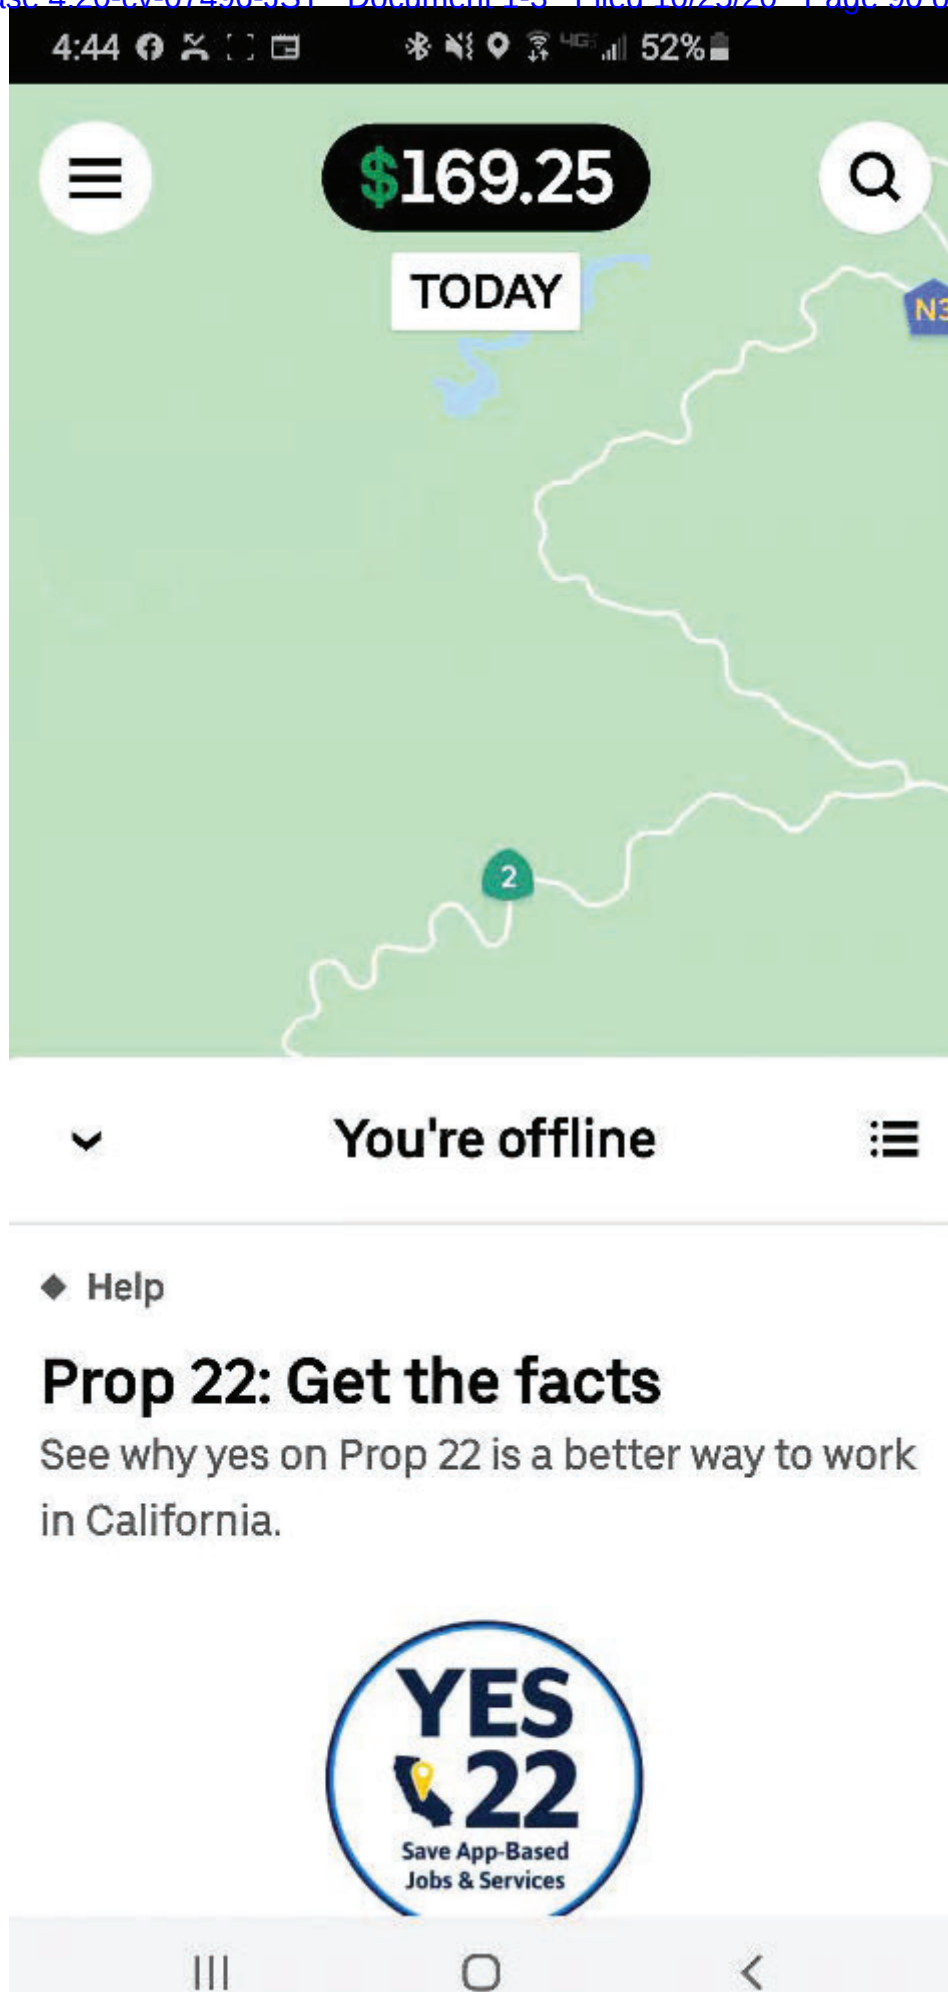 4:44 52%
$169.25
TODAY
N3
2
You're offline
Help
Prop 22: Get the facts
See why yes on Prop 22 is a better way to work
in California.
YES
22
Save App-Based
Jobs & Services